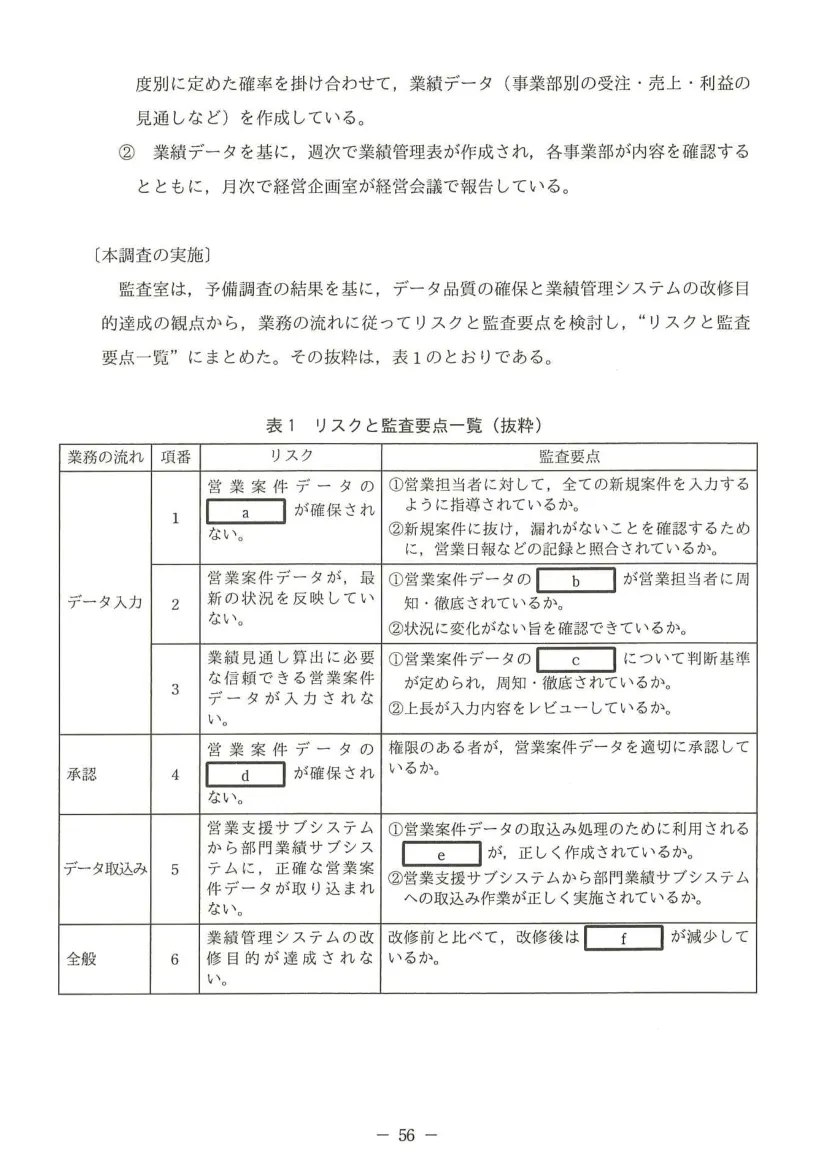 度別に定めた確率を掛け合わせて，業績データ（事業部別の受注・売上・利益の
見通しなど）を作成している。
② 業績データを基に，週次で業績管理表が作成され，各事業部が内容を確認する
とともに，月次で経営企画室が経営会議で報告している。
〔本調査の実施〕
監査室は，予備調査の結果を基に，データ品質の確保と業績管理システムの改修目
的達成の観点から，業務の流れに従ってリスクと監査要点を検討し，“リスクと監査
要点一覧”にまとめた。その抜粋は，表１のとおりである。
表１ リスクと監査要点一覧（抜粋）
業務の流れ 項番 リスク 監査要点
データ入力
1
営業案件データの
a が確保され
ない。
①営業担当者に対して，全ての新規案件を入力する
ように指導されているか。
②新規案件に抜け，漏れがないことを確認するため
に，営業日報などの記録と照合されているか。
2
営業案件データが，最
新の状況を反映してい
ない。
①営業案件データの b が営業担当者に周
知・徹底されているか。
②状況に変化がない旨を確認できているか。
3
業績見通し算出に必要
な信頼できる営業案件
データが入力されな
い。
①営業案件データの c について判断基準
が定められ，周知・徹底されているか。
②上長が入力内容をレビューしているか。
承認
4
営業案件データの
d が確保され
ない。
権限のある者が，営業案件データを適切に承認して
いるか。
データ取込み
5
営業支援サブシステム
から部門業績サブシス
テムに，正確な営業案
件データが取り込まれ
ない。
①営業案件データの取込み処理のために利用される
e が，正しく作成されているか。
②営業支援サブシステムから部門業績サブシステム
への取込み作業が正しく実施されているか。
全般
6
業績管理システムの改
修目的が達成されな
い。
改修前と比べて，改修後は f が減少して
いるか。
－ 56 －